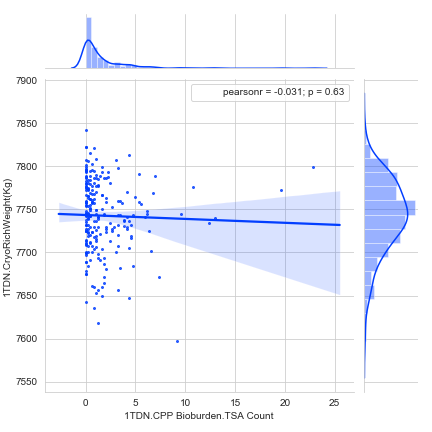 pearsonr = -0.031; p = 0.63
7900
7850
7800
7750
7700
7650
7600
7550
1TDN.CryoRichWeight(Kg)
0 5 10 15 20 25
1TDN.CPP Bioburden.TSA Count